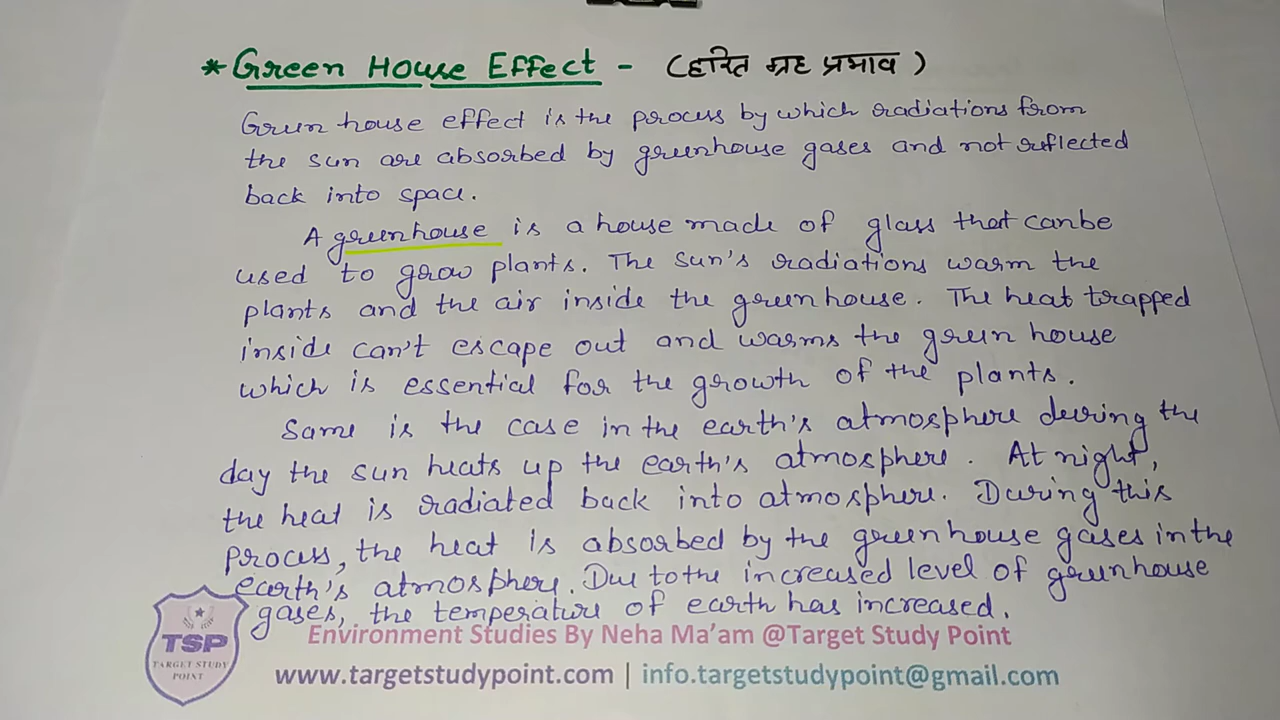 * Green House Effect - (हरित ग्रह प्रभाव)
Green house effect is the process by which radiations from
the sun are absorbed by greenhouse gases and not reflected
back into space.
A greenhouse is a house made of glass that can be
used to grow plants. The sun's radiations warm the
plants and the air inside the greenhouse. The heat trapped
inside can't escape out and warms the green house
which is essential for the growth of the plants.
Same is the case in the earth's atmosphere during the
day the sun heats up the earth's atmosphere. At night,
the heat is radiated back into atmosphere. During this
process, the heat is absorbed by the greenhouse gases in the
earth's atmosphere. Due to the increased level of greenhouse
gases, the temperature of earth has increased.
TSP
TARGET STUDY
POINT
Environment Studies By Neha Ma'am @Target Study Point
www.targetstudypoint.com | info.targetstudypoint@gmail.com